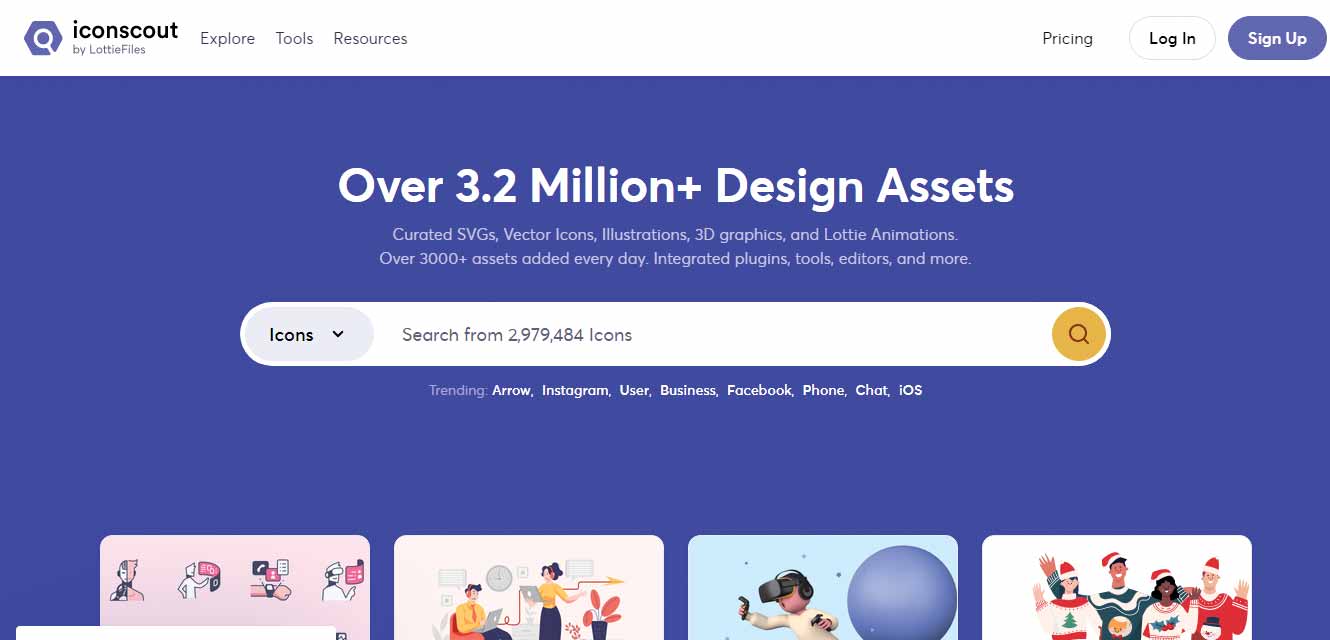 iconscout
by LottieFiles
Explore Tools Resources
Pricing Log In Sign Up
Over 3.2 Million+ Design Assets
Curated SVGs, Vector Icons, Illustrations, 3D graphics, and Lottie Animations.
Over 3000+ assets added every day. Integrated plugins, tools, editors, and more.
Icons Search from 2,979,484 Icons
Trending: Arrow, Instagram, User, Business, Facebook, Phone, Chat, iOS